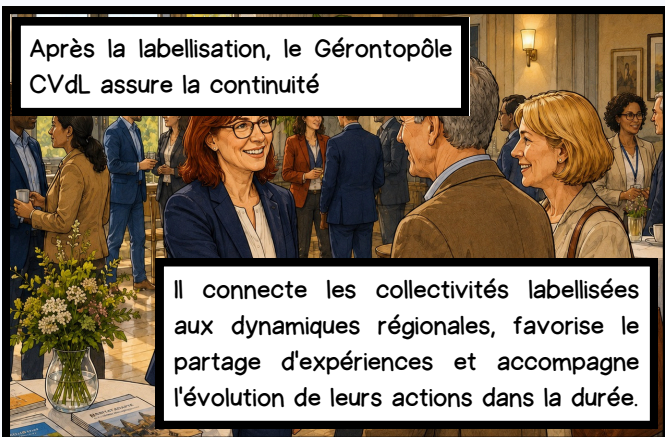 Après la labellisation, le Gérontopôle
CVdL assure la continuité
Il connecte les collectivités labellisées
aux dynamiques régionales, favorise le
partage d'expériences et accompagne
l'évolution de leurs actions dans la durée.